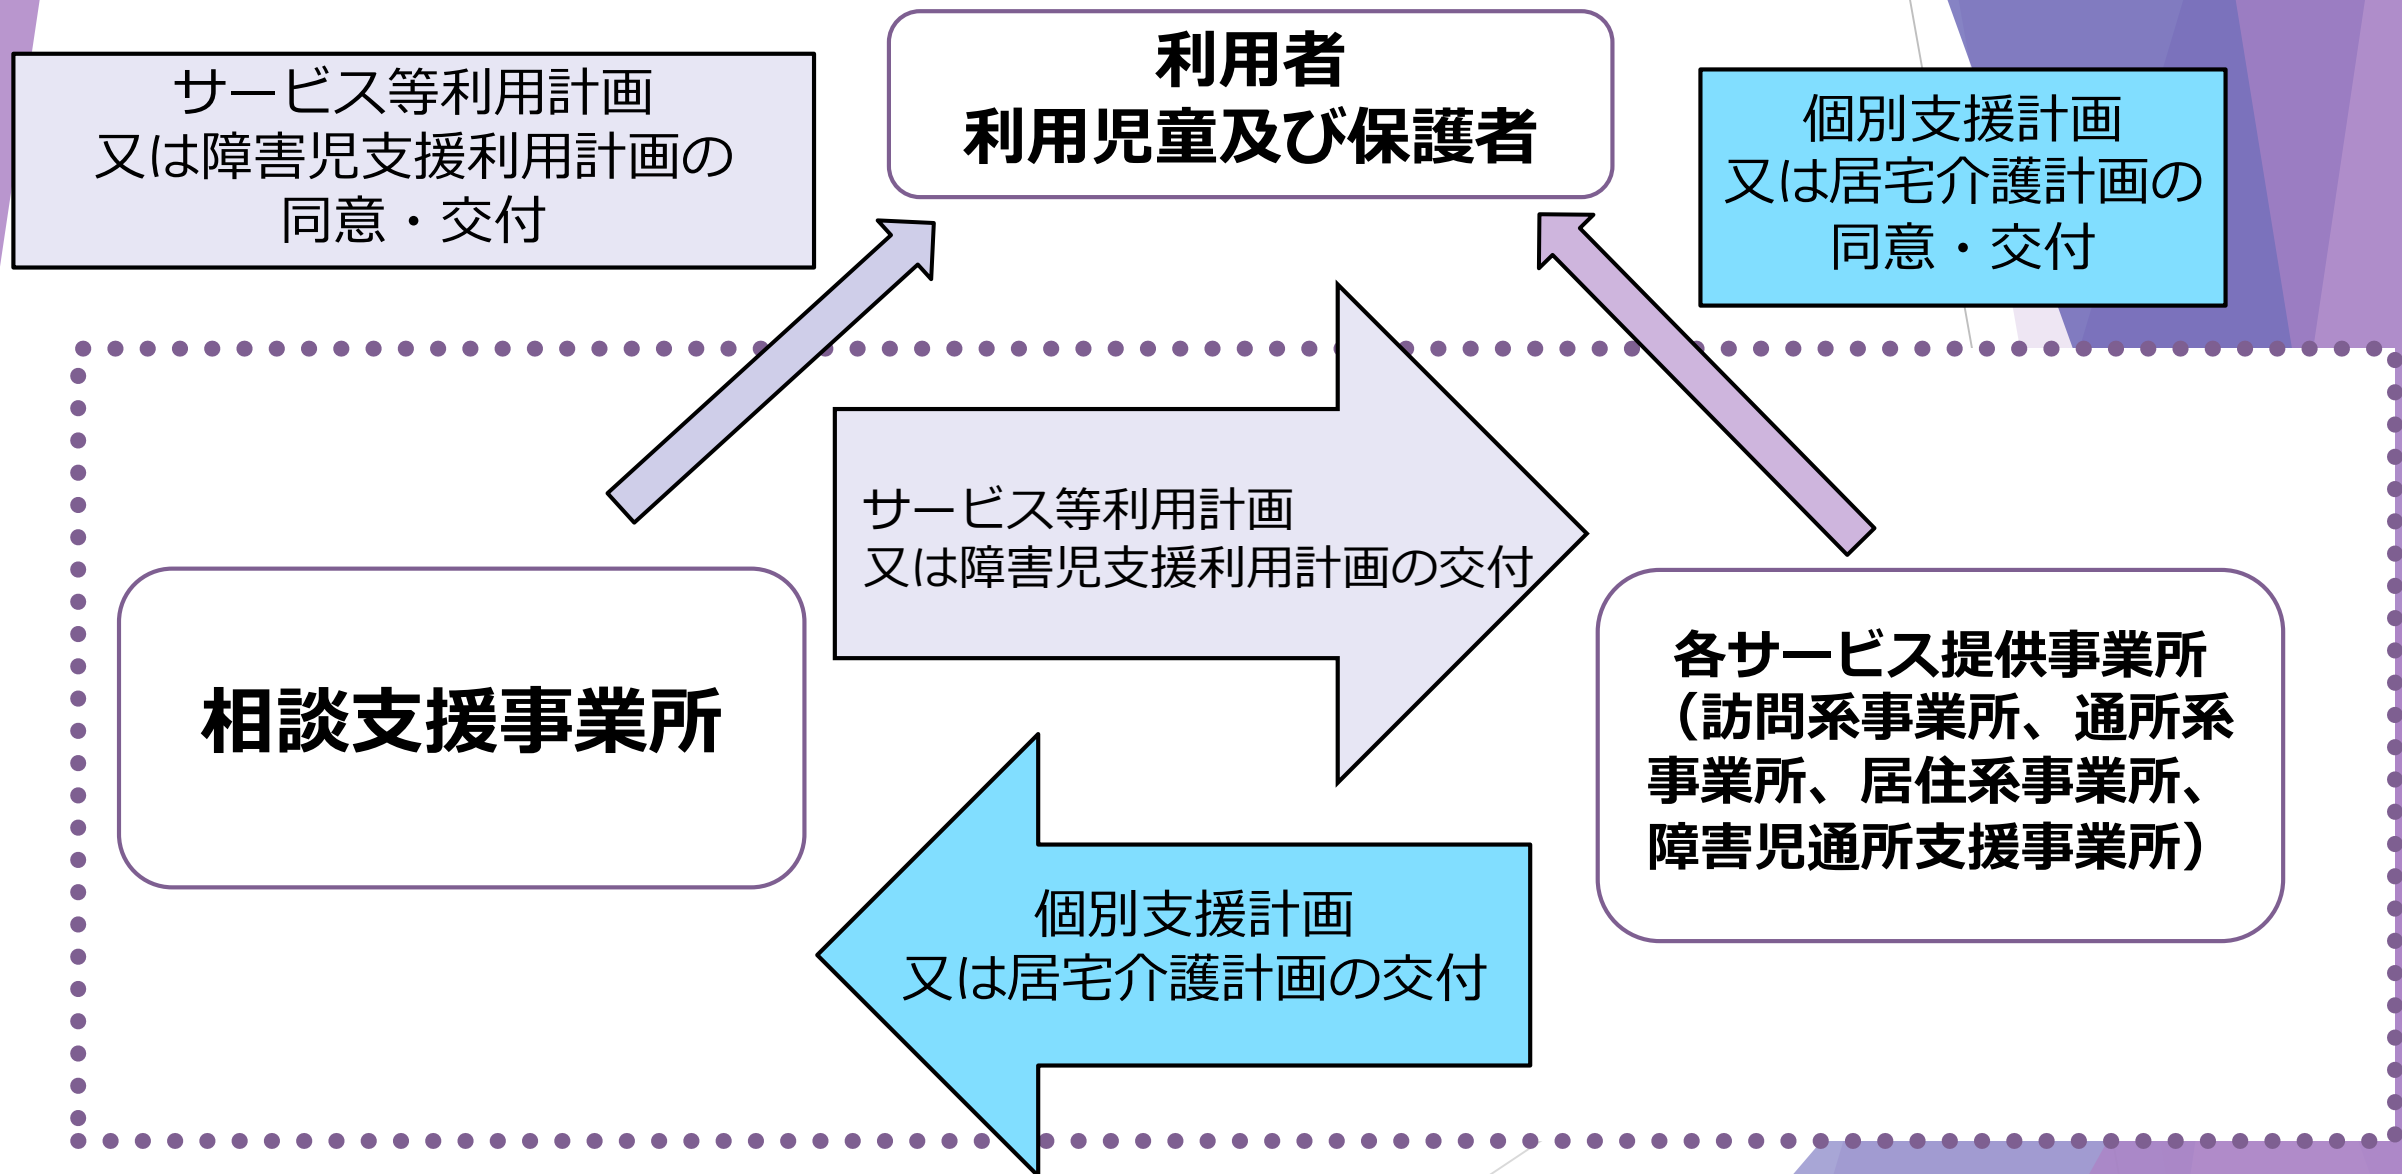 サービス等利用計画
又は障害児支援利用計画の
同意・交付
利用者
利用児童及び保護者
個別支援計画
又は居宅介護計画の
同意・交付
サービス等利用計画
又は障害児支援利用計画の交付
相談支援事業所
各サービス提供事業所
（訪問系事業所、通所系
事業所、居住系事業所、
障害児通所支援事業所）
個別支援計画
又は居宅介護計画の交付